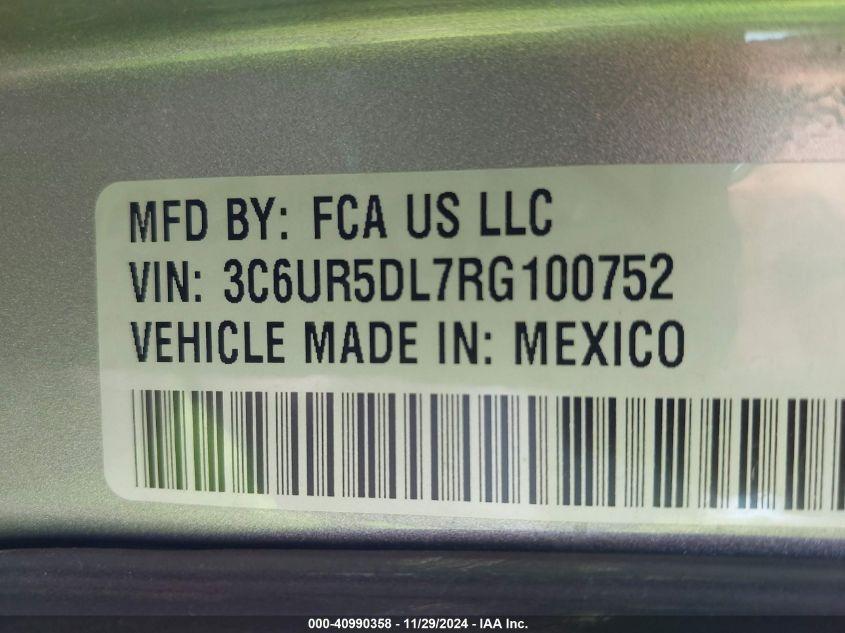 MFD BY: FCA US LLC
VIN: 3C6UR5DL7RG100752
VEHICLE MADE IN: MEXICO
000-40990358 - 11/29/2024 - IAA Inc.